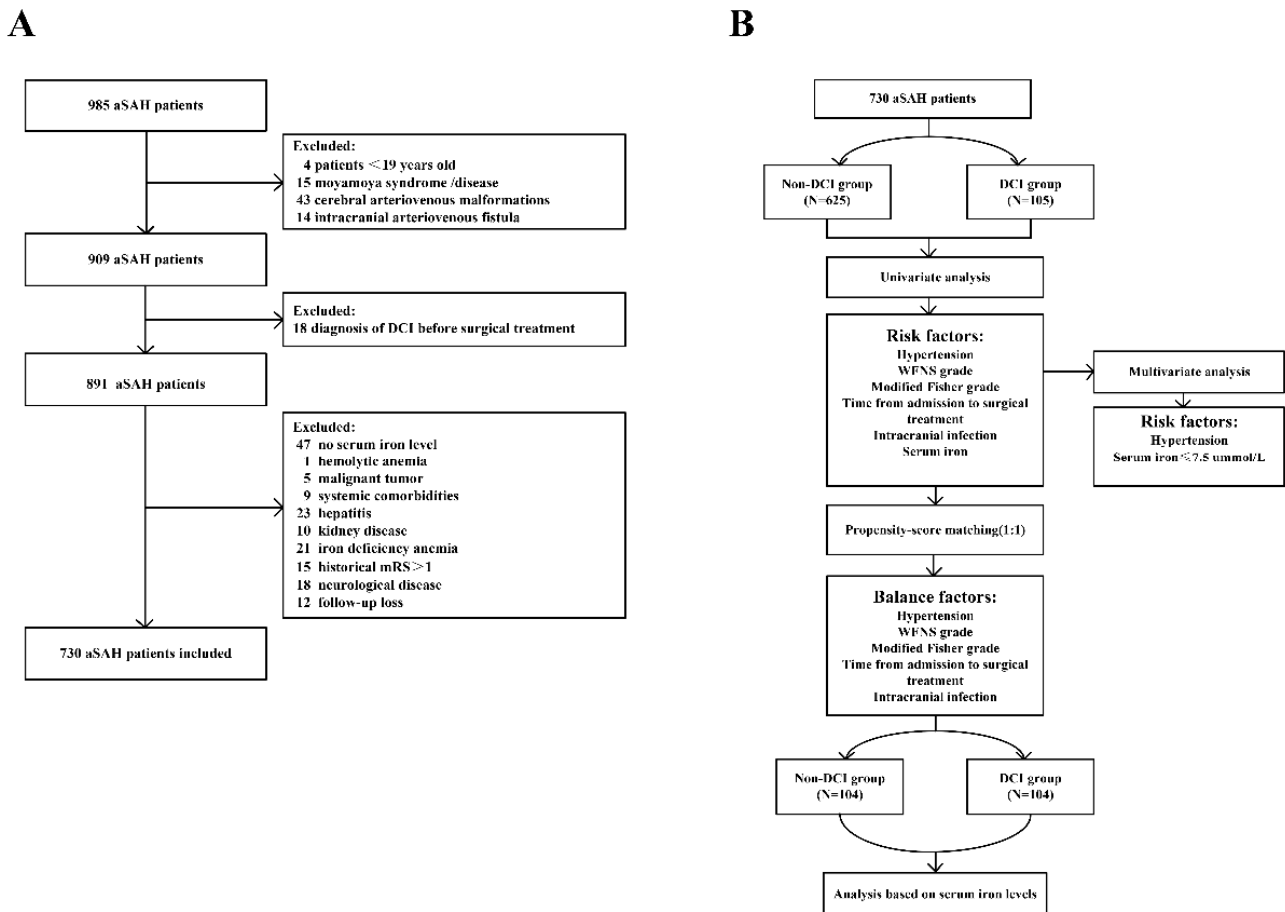 A
985 aSAH patients
Excluded:
4 patients <19 years old
15 moyamoya syndrome /disease
43 cerebral arteriovenous malformations
14 intracranial arteriovenous fistula
909 aSAH patients
Excluded:
18 diagnosis of DCI before surgical treatment
891 aSAH patients
Excluded:
47 no serum iron level
1 hemolytic anemia
5 malignant tumor
9 systemic comorbidities
23 hepatitis
10 kidney disease
21 iron deficiency anemia
15 historical mRS>1
18 neurological disease
12 follow-up loss
730 aSAH patients included
B
730 aSAH patients
Non-DCI group
(N=625)
DCI group
(N=105)
Univariate analysis
Risk factors:
Hypertension
WFNS grade
Modified Fisher grade
Time from admission to surgical
treatment
Intracranial infection
Serum iron
Multivariate analysis
Risk factors:
Hypertension
Serum iron≤7.5 ummol/L
Propensity-score matching(1:1)
Balance factors:
Hypertension
WFNS grade
Modified Fisher grade
Time from admission to surgical
treatment
Intracranial infection
Non-DCI group
(N=104)
DCI group
(N=104)
Analysis based on serum iron levels